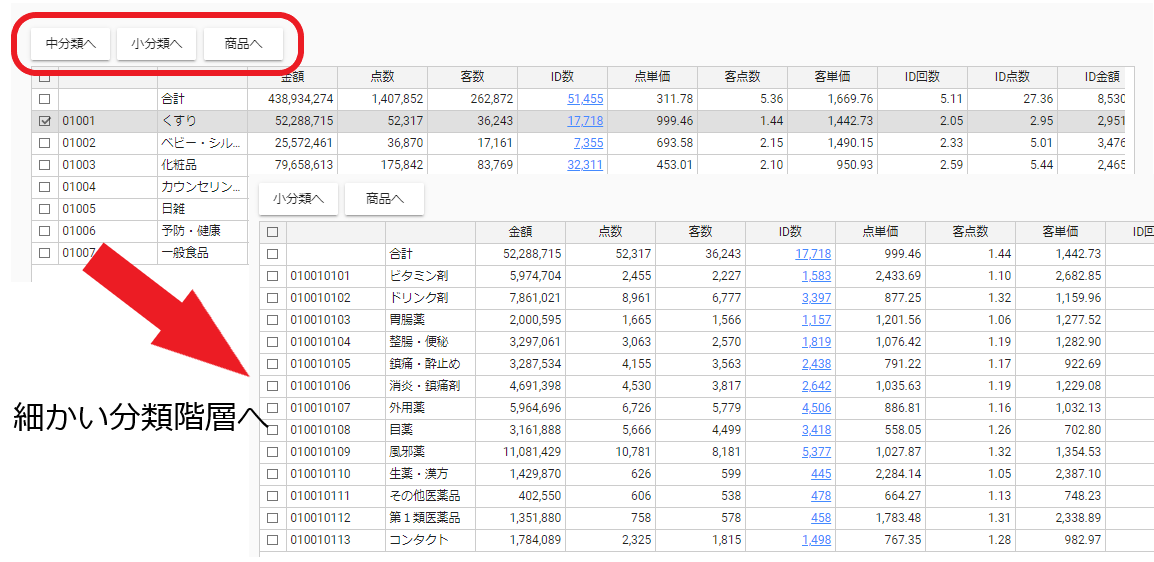 中分類へ 小分類へ 商品へ
金額 点数 客数 ID数 点単価 客点数 客単価 ID回数 ID点数 ID金額
合計 438,934,274 1,407,852 262,872 51,455 311.78 5.36 1,669.76 5.11 27.36 8,530
01001 くすり 52,288,715 52,317 36,243 17,718 999.46 1.44 1,442.73 2.05 2.95 2,951
01002 ベビー・シル... 25,572,461 36,870 17,161 7,355 693.58 2.15 1,490.15 2.33 5.01 3,476
01003 化粧品 79,658,613 175,842 83,769 32,311 453.01 2.10 950.93 2.59 5.44 2,465
01004 カウンセリン...
01005 日雑
01006 予防・健康
01007 一般食品
小分類へ 商品へ
金額 点数 客数 ID数 点単価 客点数 客単価 ID回
合計 52,288,715 52,317 36,243 17,718 999.46 1.44 1,442.73
010010101 ビタミン剤 5,974,704 2,455 2,227 1,583 2,433.69 1.10 2,682.85
010010102 ドリンク剤 7,861,021 8,961 6,777 3,397 877.25 1.32 1,159.96
010010103 胃腸薬 2,000,595 1,665 1,566 1,157 1,201.56 1.06 1,277.52
010010104 整腸・便秘 3,297,061 3,063 2,570 1,819 1,076.42 1.19 1,282.90
010010105 鎮痛・酔止め 3,287,534 4,155 3,563 2,438 791.22 1.17 922.69
010010106 消炎・鎮痛剤 4,691,398 4,530 3,817 2,642 1,035.63 1.19 1,229.08
010010107 外用薬 5,964,696 6,726 5,779 4,506 886.81 1.16 1,032.13
010010108 目薬 3,161,888 5,666 4,499 3,418 558.05 1.26 702.80
010010109 風邪薬 11,081,429 10,781 8,181 5,377 1,027.87 1.32 1,354.53
010010110 生薬・漢方 1,429,870 626 599 445 2,284.14 1.05 2,387.10
010010111 その他医薬品 402,550 606 538 478 664.27 1.13 748.23
010010112 第１類医薬品 1,351,880 758 578 458 1,783.48 1.31 2,338.89
010010113 コンタクト 1,784,089 2,325 1,815 1,498 767.35 1.28 982.97
細かい分類階層へ